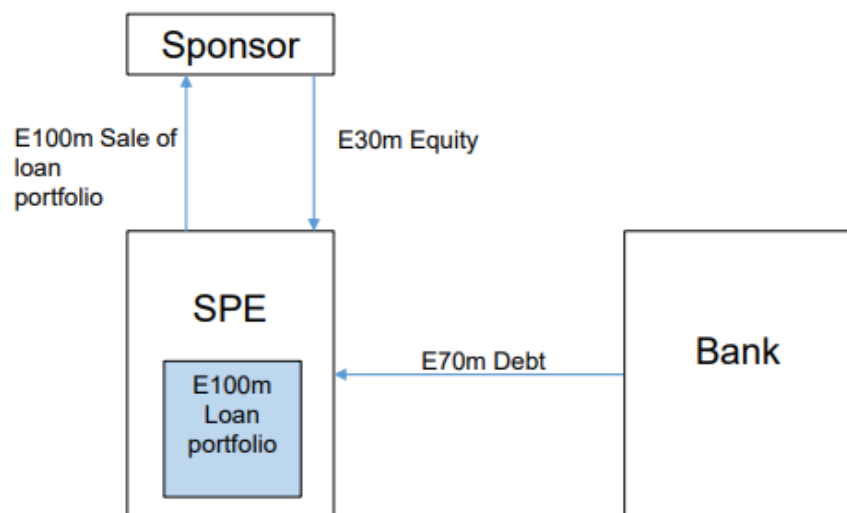 Sponsor
E100m Sale of
loan
portfolio
E30m Equity
SPE
E100m
Loan
portfolio
E70m Debt
Bank